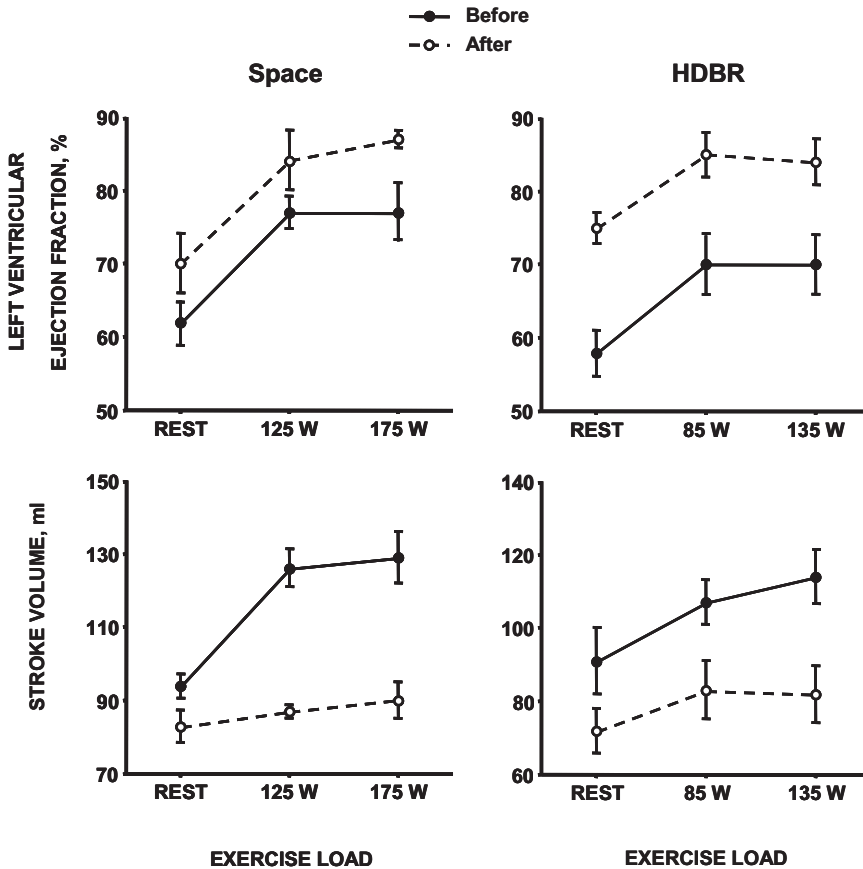 Before
After
Space
HDBR
LEFT VENTRICULAR
EJECTION FRACTION, %
90
80
70
60
50
REST 125 W 175 W
90
80
70
60
50
REST 85 W 135 W
STROKE VOLUME, ml
150
130
110
90
70
REST 125 W 175 W
140
120
100
80
60
REST 85 W 135 W
EXERCISE LOAD
EXERCISE LOAD